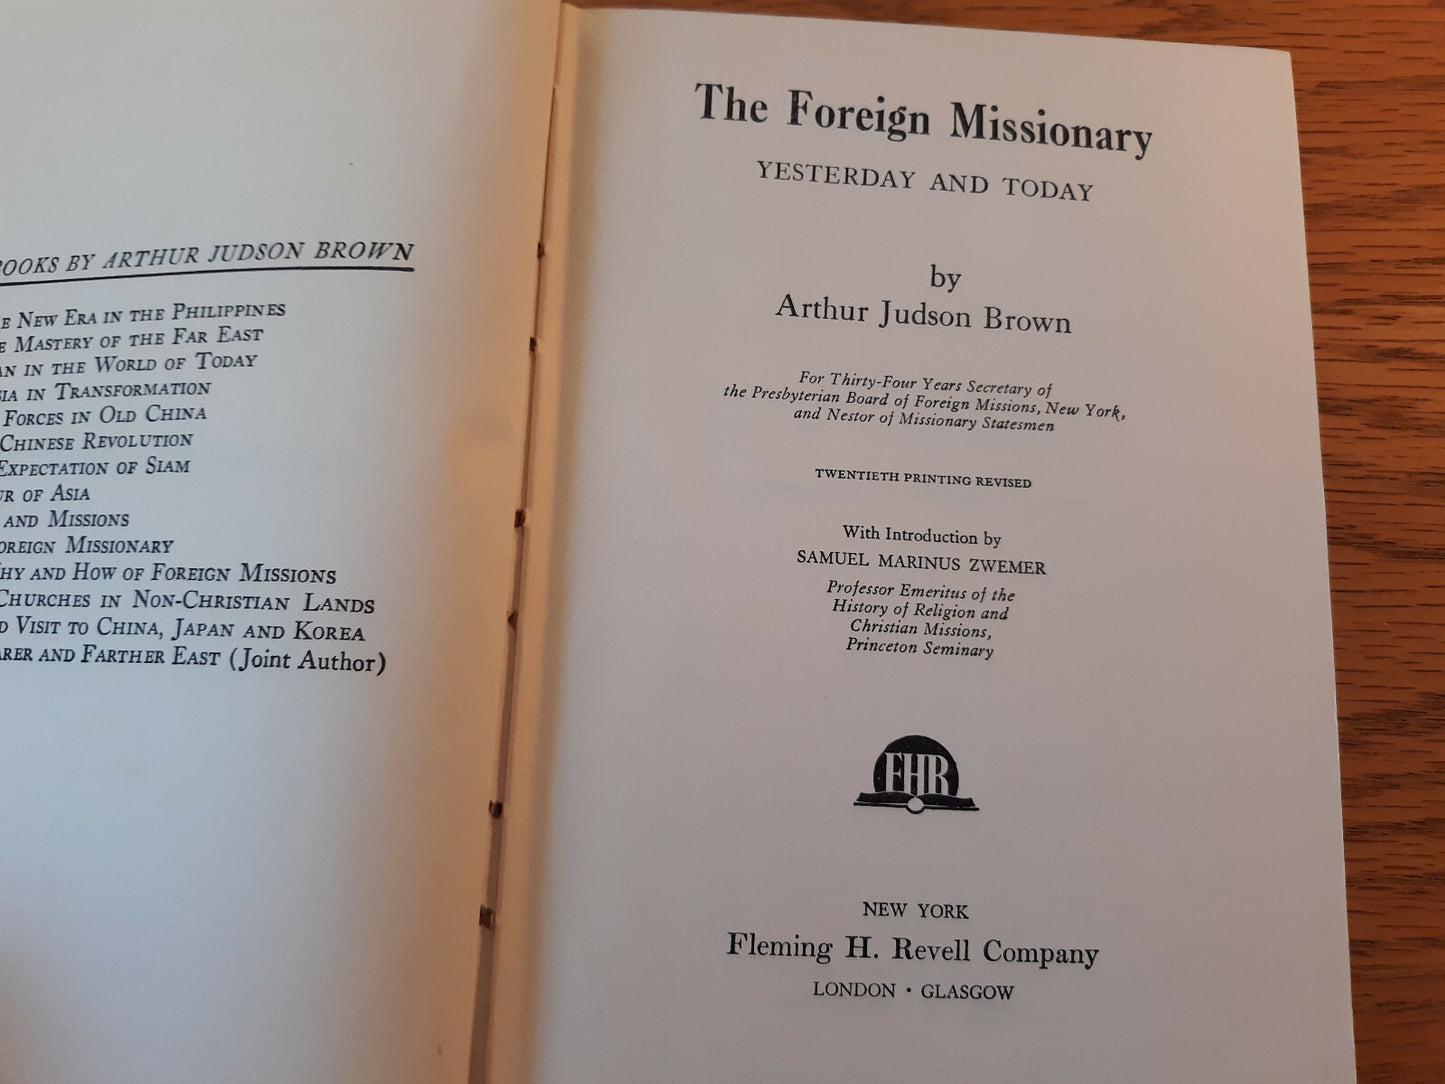 BOOKS BY ARTHUR JUDSON BROWN
NEW ERA IN THE PHILIPPINES
MASTERY OF THE FAR EAST
IN THE WORLD OF TODAY
IN TRANSFORMATION
FORCES IN OLD CHINA
CHINESE REVOLUTION
EXPECTATION OF SIAM
OF ASIA
AND MISSIONS
FOREIGN MISSIONARY
WHY AND HOW OF FOREIGN MISSIONS
CHURCHES IN NON-CHRISTIAN LANDS
VISIT TO CHINA, JAPAN AND KOREA
AND FARTHER EAST (Joint Author)
The Foreign Missionary
YESTERDAY AND TODAY
by
Arthur Judson Brown
For Thirty-Four Years Secretary of
the Presbyterian Board of Foreign Missions, New York,
and Nestor of Missionary Statesmen
TWENTIETH PRINTING REVISED
With Introduction by
SAMUEL MARINUS ZWEMER
Professor Emeritus of the
History of Religion and
Christian Missions,
Princeton Seminary
FHR
NEW YORK
Fleming H. Revell Company
LONDON • GLASGOW